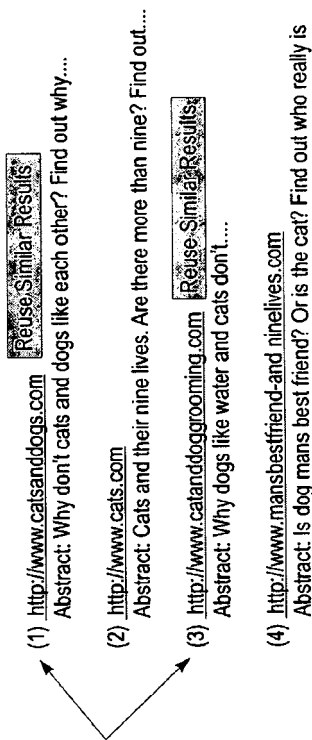 (1) http://www.catsanddogs.com Reuse Similar Results
Abstract: Why don't cats and dogs like each other? Find out why....
(2) http://www.cats.com
Abstract: Cats and their nine lives. Are there more than nine? Find out....
(3) http://www.catanddoggrooming.com Reuse Similar Results
Abstract: Why dogs like water and cats don't....
(4) http://www.mansbestfriend-and ninelives.com
Abstract: Is dog mans best friend? Or is the cat? Find out who really is